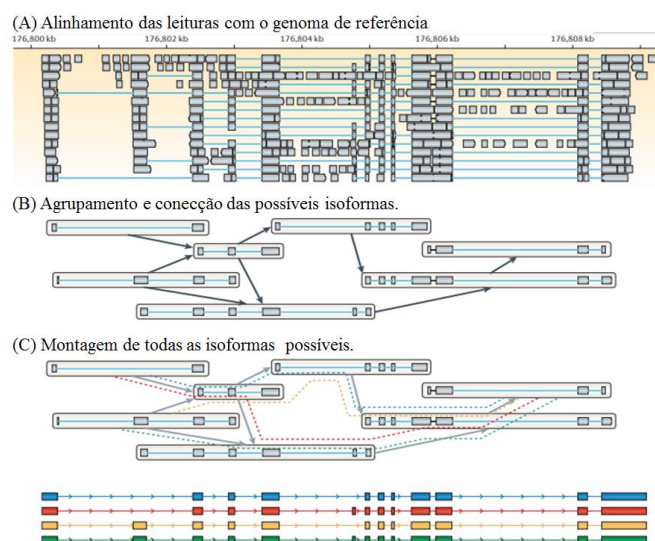 (A) Alinhamento das leituras com o genoma de referência
176,800 kb 176,802 kb 176,804 kb 176,806 kb 176,808 kb
(B) Agrupamento e conecção das possíveis isoformas.
(C) Montagem de todas as isoformas possíveis.